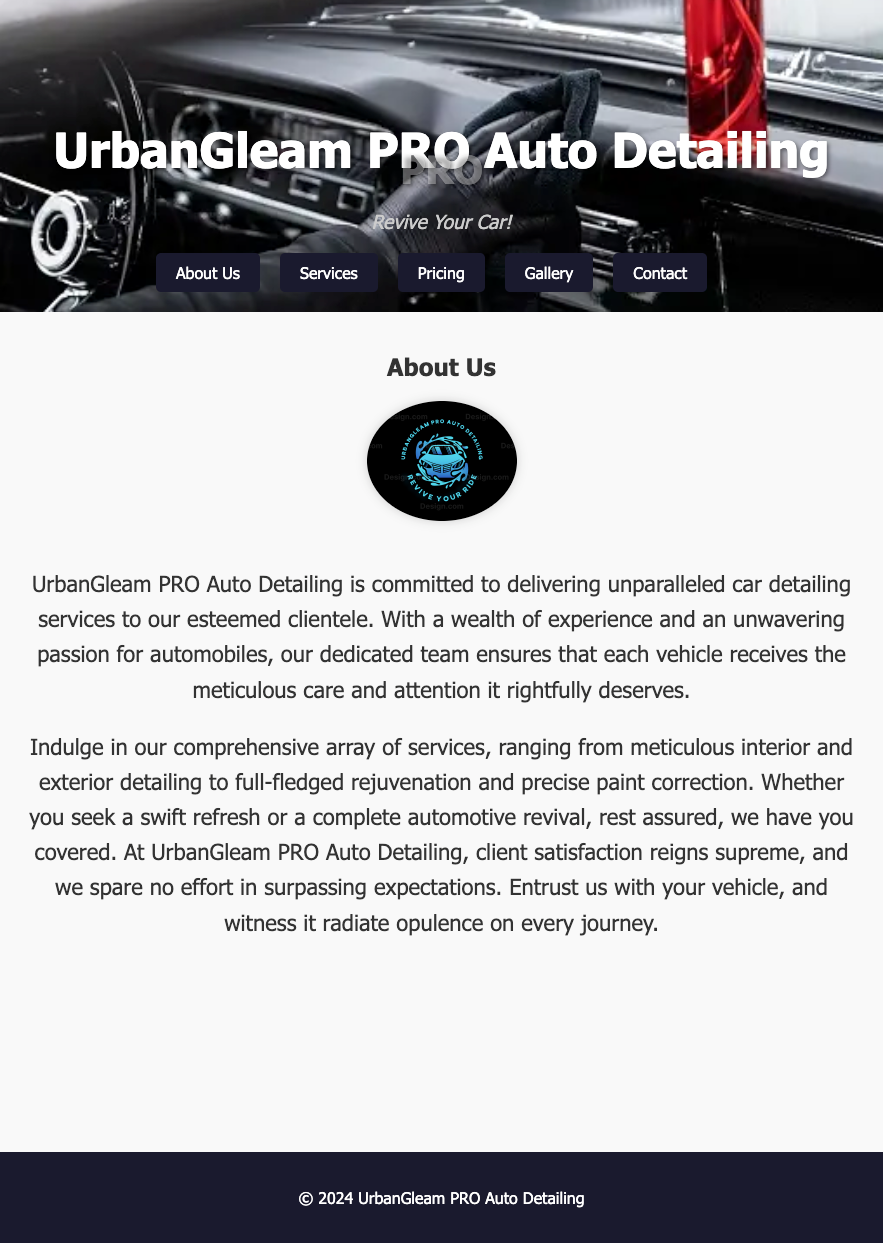 UrbanGleam PRO Auto Detailing
PRO
Revive Your Car!
About Us
Services
Pricing
Gallery
Contact
About Us
URBANGLEAM PRO AUTO DETAILING
REVIVE YOUR RIDE
Design.com
UrbanGleam PRO Auto Detailing is committed to delivering unparalleled car detailing
services to our esteemed clientele. With a wealth of experience and an unwavering
passion for automobiles, our dedicated team ensures that each vehicle receives the
meticulous care and attention it rightfully deserves.
Indulge in our comprehensive array of services, ranging from meticulous interior and
exterior detailing to full-fledged rejuvenation and precise paint correction. Whether
you seek a swift refresh or a complete automotive revival, rest assured, we have you
covered. At UrbanGleam PRO Auto Detailing, client satisfaction reigns supreme, and
we spare no effort in surpassing expectations. Entrust us with your vehicle, and
witness it radiate opulence on every journey.
© 2024 UrbanGleam PRO Auto Detailing